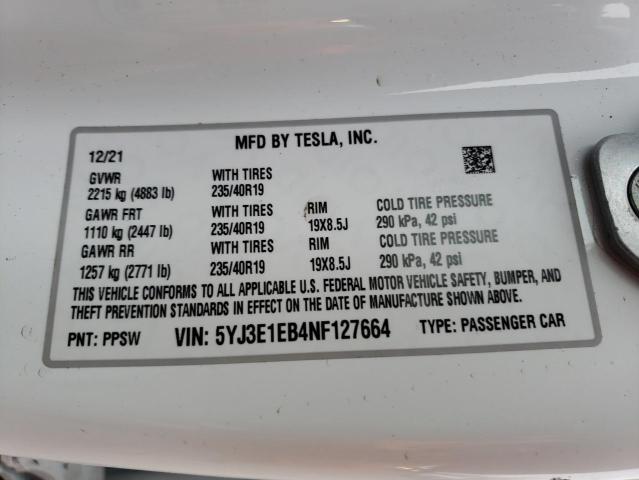 MFD BY TESLA, INC.
12/21
GVWR WITH TIRES
2215 kg (4883 lb) 235/40R19
GAWR FRT WITH TIRES RIM COLD TIRE PRESSURE
1110 kg (2447 lb) 235/40R19 19X8.5J 290 kPa, 42 psi
GAWR RR WITH TIRES RIM COLD TIRE PRESSURE
1257 kg (2771 lb) 235/40R19 19X8.5J 290 kPa, 42 psi
THIS VEHICLE CONFORMS TO ALL APPLICABLE U.S. FEDERAL MOTOR VEHICLE SAFETY, BUMPER, AND
THEFT PREVENTION STANDARDS IN EFFECT ON THE DATE OF MANUFACTURE SHOWN ABOVE.
PNT: PPSW VIN: 5YJ3E1EB4NF127664 TYPE: PASSENGER CAR